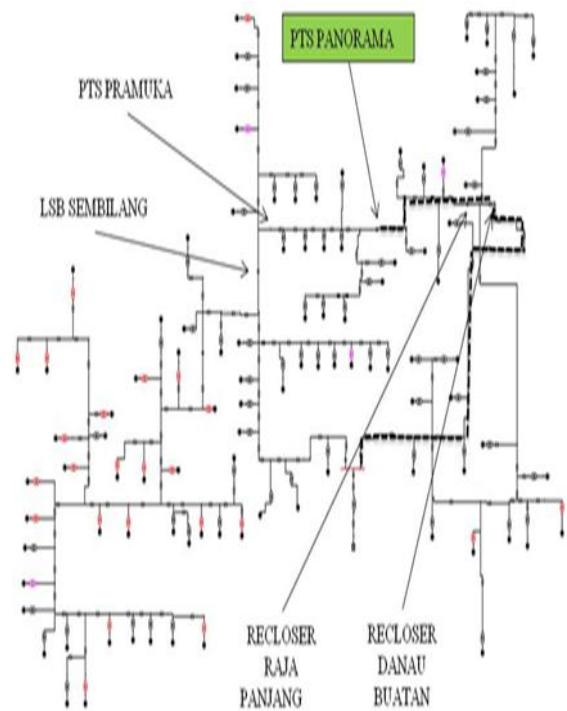 PTS PANORAMA
PTS PRAMUKA
LSB SEMBILANG
RECLOSER
RAJA
PANJANG
RECLOSER
DANAU
BUATAN